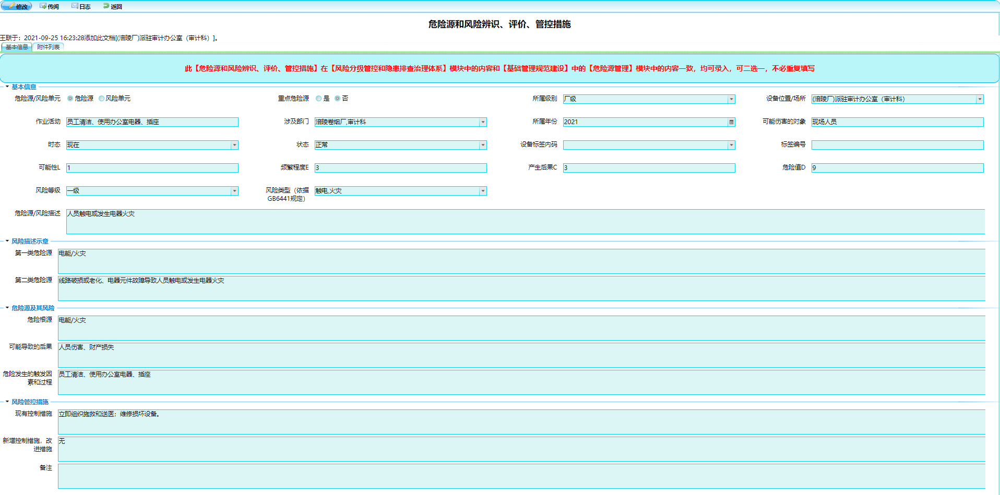 修改 传阅 日志 返回
危险源和风险辨识、评价、管控措施
王联于：2021-09-25 16:23:28添加此文档[(涪陵厂)派驻审计办公室（审计科）]。
基本信息 附件列表
此【危险源和风险辨识、评价、管控措施】在【风险分级管控和隐患排查治理体系】模块中的内容和【基础管理规范建设】中的【危险源管理】模块中的内容一致，均可录入，可二选一，不必重复填写
基本信息
危险源/风险单元 危险源 风险单元 重点危险源 是 否 所属级别 厂级 设备位置/场所 (涪陵厂)派驻审计办公室（审计科）
作业活动 员工清洁、使用办公室电器、插座 涉及部门 涪陵卷烟厂,审计科 所属年份 2021 可能伤害的对象 现场人员
时态 现在 状态 正常 设备标签内码 标签编号
可能性L 1 频繁程度E 3 产生后果C 3 危险值D 9
风险等级 一级 风险类型（依据 触电,火灾
GB6441规定）
危险源/风险描述 人员触电或发生电器火灾
风险描述示意
第一类危险源 电能/火灾
第二类危险源 线路破损或老化、电器元件故障导致人员触电或发生电器火灾
危险源及其风险
危险根源 电能/火灾
可能导致的后果 人员伤害、财产损失
危险发生的触发因 员工清洁、使用办公室电器、插座
素和过程
风险管控措施
现有控制措施 立即组织施救和送医；维修损坏设备。
新增控制措施，改 无
进措施
备注